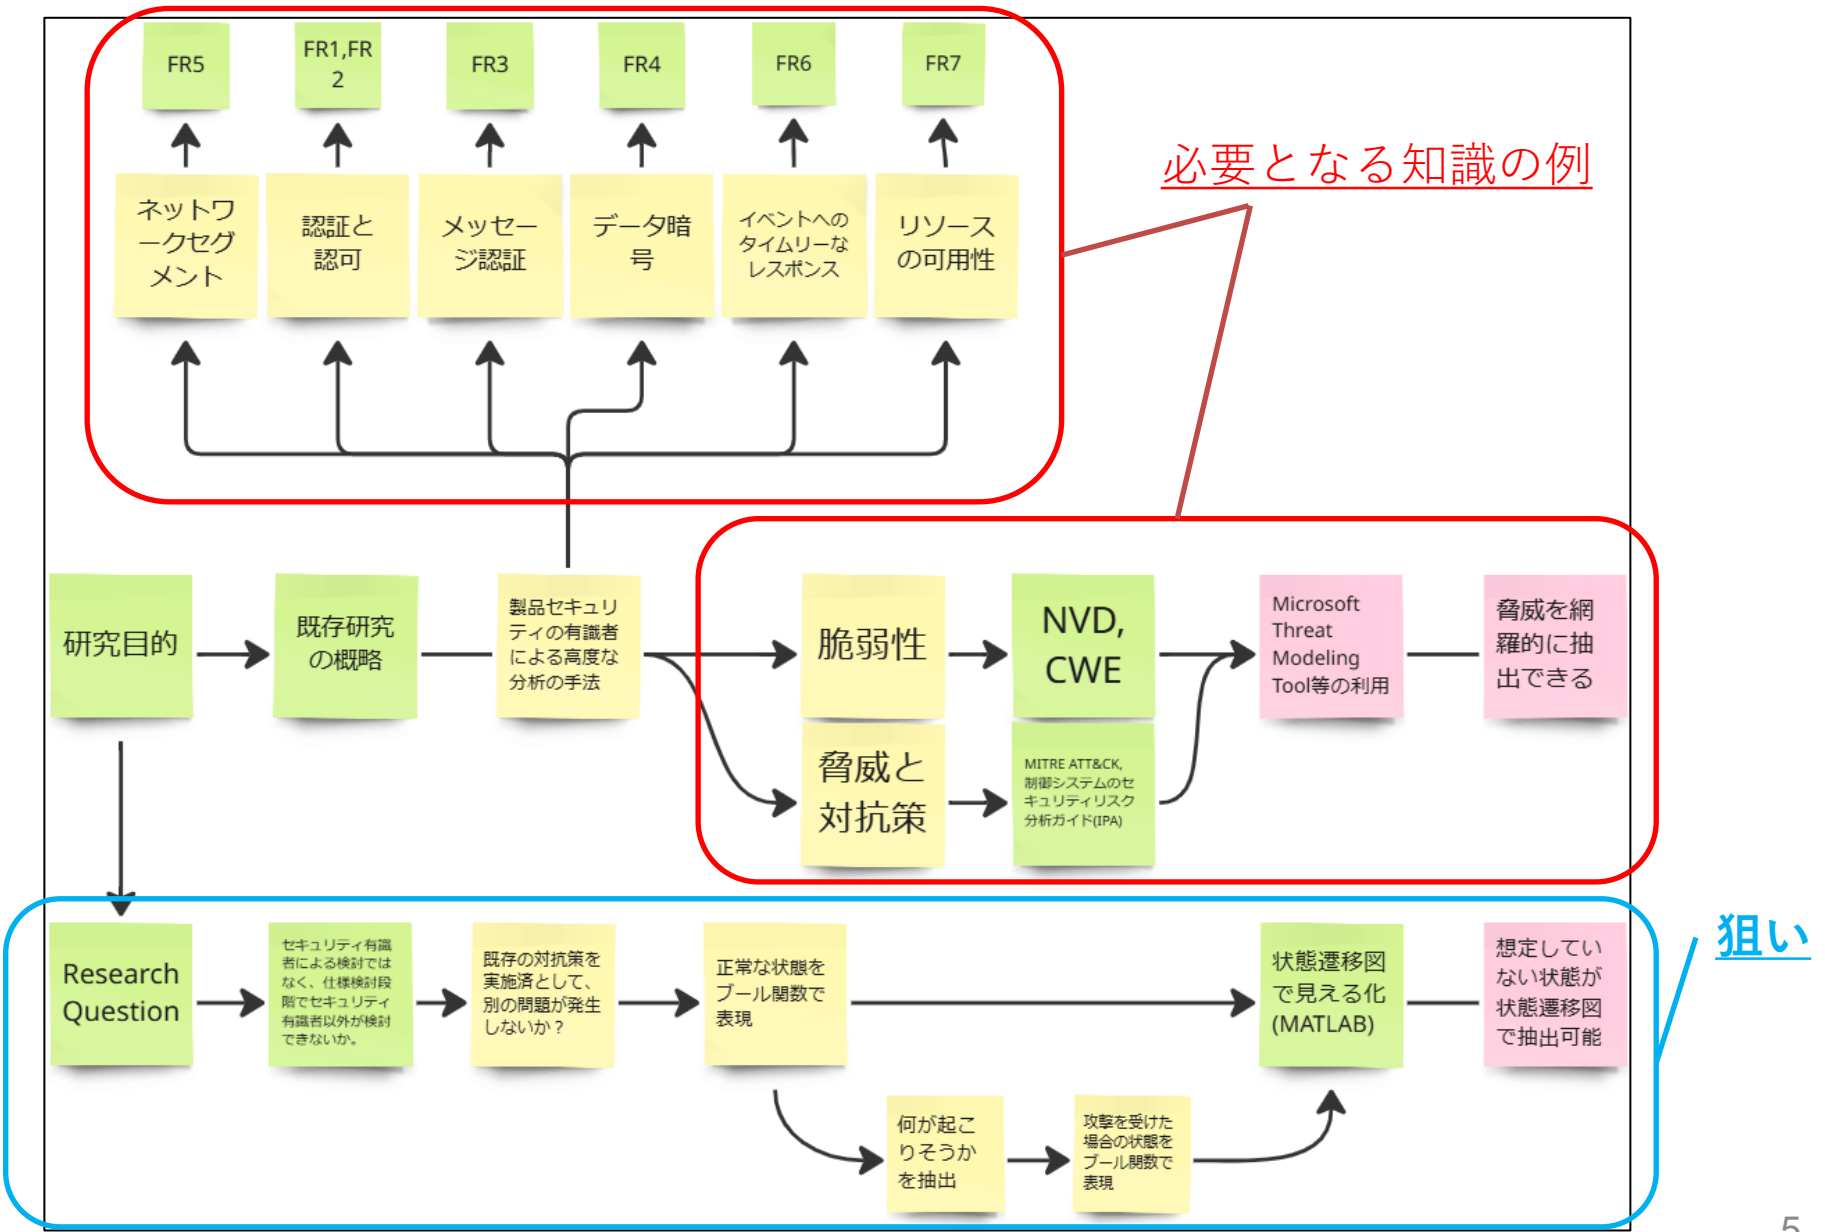 FR5
FR1,FR
2
FR3
FR4
FR6
FR7
必要となる知識の例
ネットワ
ークセグ
メント
認証と
認可
メッセー
ジ認証
データ暗
号
イベントへの
タイムリーな
レスポンス
リソース
の可用性
研究目的
既存研究
の概略
製品セキュリ
ティの有識者
による高度な
分析の手法
脆弱性
NVD,
CWE
Microsoft
Threat
Modeling
Tool等の利用
脅威を網
羅的に抽
出できる
脅威と
対抗策
MITRE ATT&CK,
制御システムのセ
キュリティリスク
分析ガイド(IPA)
狙い
Research
Question
セキュリティ有識
者による検討では
なく、仕様検討段
階でセキュリティ
有識者以外が検討
できないか。
既存の対抗策を
実施済として、
別の問題が発生
しないか？
正常な状態を
ブール関数で
表現
状態遷移図
で見える化
(MATLAB)
想定してい
ない状態が
状態遷移図
で抽出可能
何が起こ
りそうか
を抽出
攻撃を受けた
場合の状態を
ブール関数で
表現
5